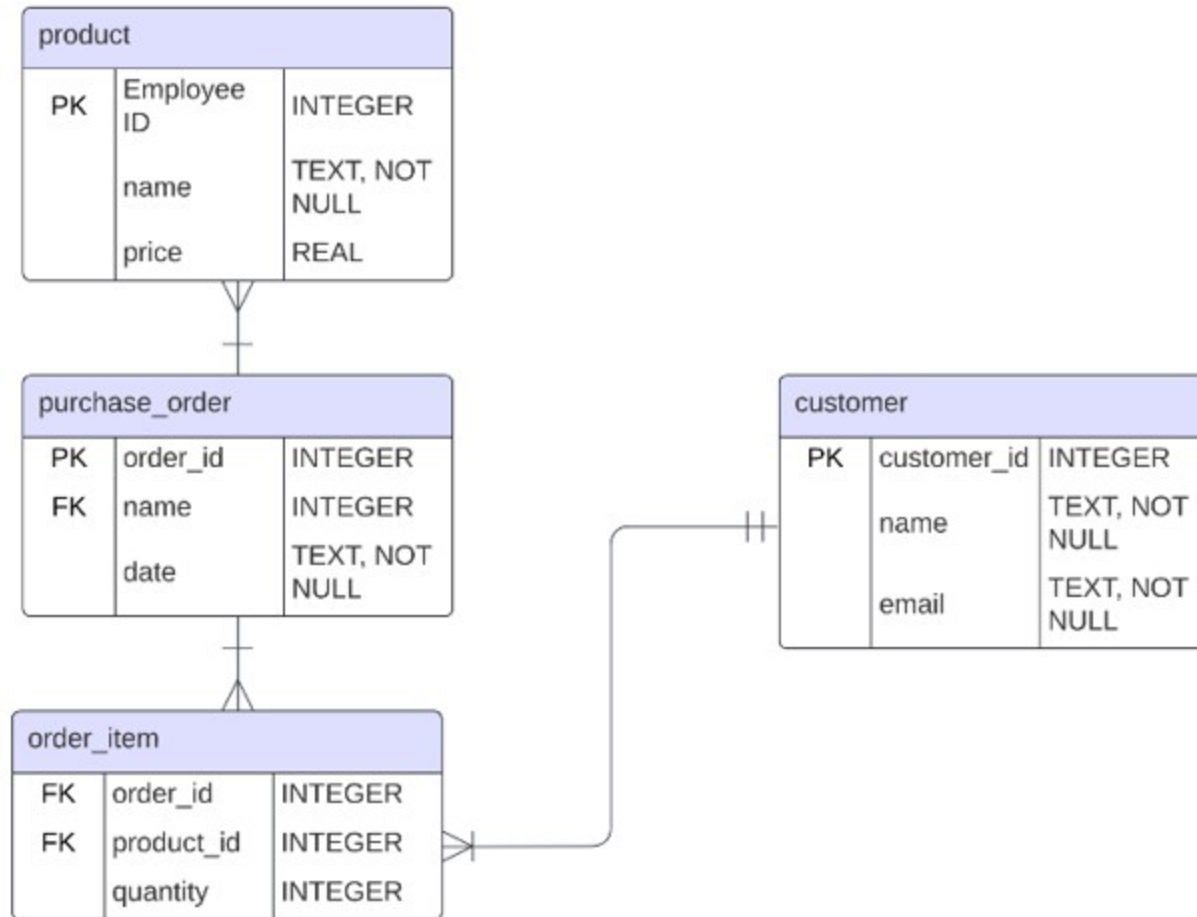 product
PK Employee ID INTEGER
name TEXT, NOT NULL
price REAL
purchase_order
PK order_id INTEGER
FK name INTEGER
date TEXT, NOT NULL
customer
PK customer_id INTEGER
name TEXT, NOT NULL
email TEXT, NOT NULL
order_item
FK order_id INTEGER
FK product_id INTEGER
quantity INTEGER